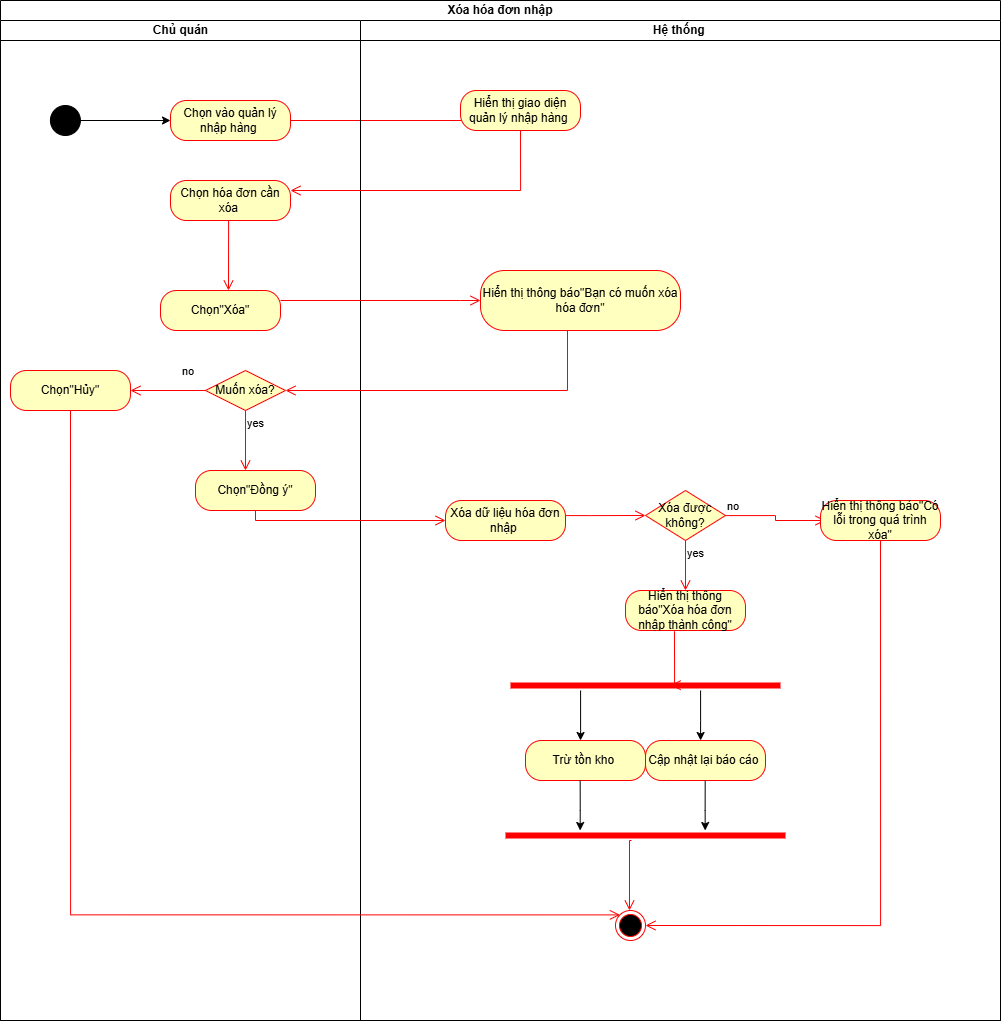 Xóa hóa đơn nhập
Chủ quán
Hệ thống
Chọn vào quản lý
nhập hàng
Hiển thị giao diện
quản lý nhập hàng
Chọn hóa đơn cần
xóa
Chọn"Xóa"
Hiển thị thông báo"Bạn có muốn xóa
hóa đơn"
Chọn"Hủy"
no
Muốn xóa?
yes
Chọn"Đồng ý"
Xóa dữ liệu hóa đơn
nhập
Xóa được
không?
no
Hiển thị thông báo"Có
lỗi trong quá trình
xóa"
yes
Hiển thị thông
báo"Xóa hóa đơn
nhập thành công"
Trừ tồn kho
Cập nhật lại báo cáo